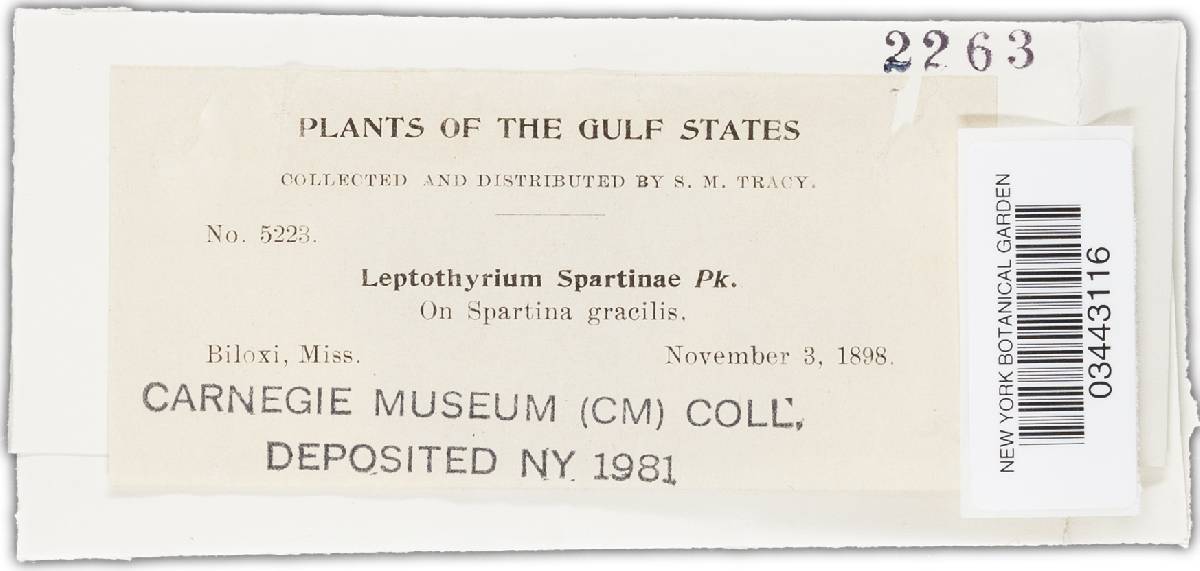 2263
PLANTS OF THE GULF STATES
COLLECTED AND DISTRIBUTED BY S. M. TRACY.
No. 5223.
Leptothyrium Spartinae Pk.
On Spartina gracilis.
Biloxi, Miss. November 3, 1898.
CARNEGIE MUSEUM (CM) COLL.
DEPOSITED NY 1981
NEW YORK BOTANICAL GARDEN
03443116